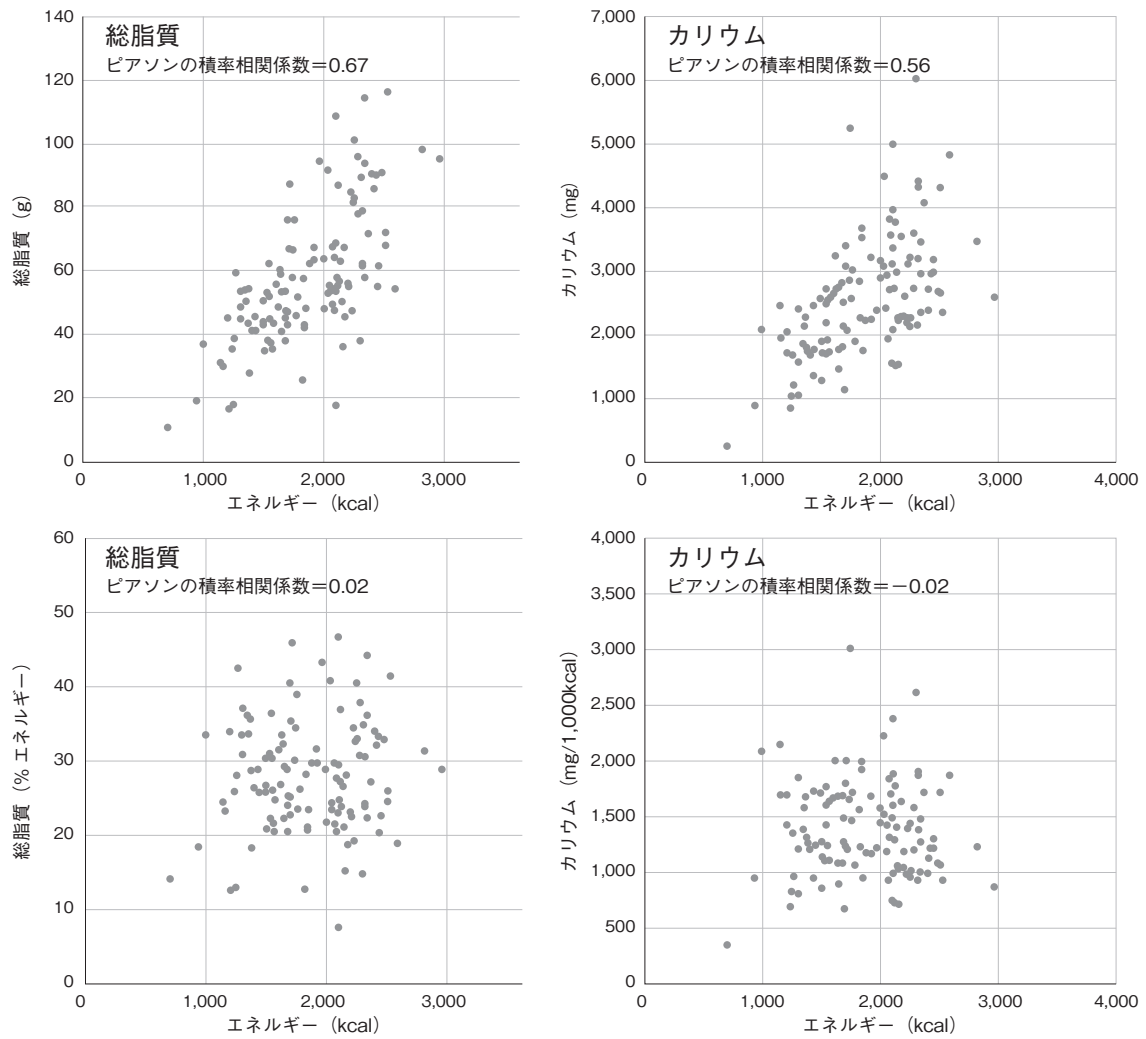 総脂質
ピアソンの積率相関係数＝0.67
140
120
100
80
60
40
20
0
総脂質（g）
0 1,000 2,000 3,000
エネルギー（kcal）
カリウム
ピアソンの積率相関係数＝0.56
7,000
6,000
5,000
4,000
3,000
2,000
1,000
0
カリウム（mg）
0 1,000 2,000 3,000 4,000
エネルギー（kcal）
総脂質
ピアソンの積率相関係数＝0.02
60
50
40
30
20
10
0
総脂質（% エネルギー）
0 1,000 2,000 3,000
エネルギー（kcal）
カリウム
ピアソンの積率相関係数＝－0.02
4,000
3,500
3,000
2,500
2,000
1,500
1,000
500
0
カリウム（mg/1,000kcal）
0 1,000 2,000 3,000 4,000
エネルギー（kcal）